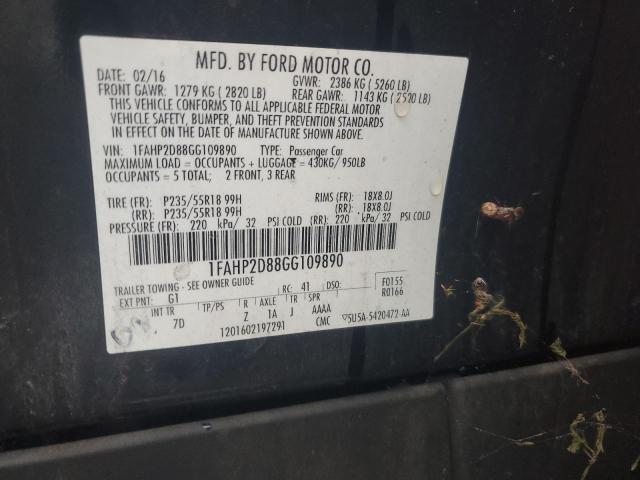 MFD. BY FORD MOTOR CO.
DATE: 02/16 GVWR: 2386 KG ( 5260 LB)
FRONT GAWR: 1279 KG ( 2820 LB) REAR GAWR: 1143 KG ( 2520 LB)
THIS VEHICLE CONFORMS TO ALL APPLICABLE FEDERAL MOTOR
VEHICLE SAFETY, BUMPER, AND THEFT PREVENTION STANDARDS
IN EFFECT ON THE DATE OF MANUFACTURE SHOWN ABOVE.
VIN: 1FAHP2D88GG109890 TYPE: Passenger Car
MAXIMUM LOAD = OCCUPANTS + LUGGAGE = 430KG/ 950LB
OCCUPANTS = 5 TOTAL; 2 FRONT, 3 REAR
TIRE (FR): P235/55R18 99H RIMS (FR): 18X8.0J
(RR): P235/55R18 99H (RR): 18X8.0J
PRESSURE (FR): 220 kPa/ 32 PSI COLD (RR): 220 kPa/ 32 PSI COLD
1FAHP2D88GG109890
TRAILER TOWING - SEE OWNER GUIDE
EXT PNT: G1 RC: 41 DSO: F0155
R0166
INT TR TP/PS R AXLE TR SPR
7D Z 1A J AAAA
1201602197291 CMC 5U5A-5420472-AA